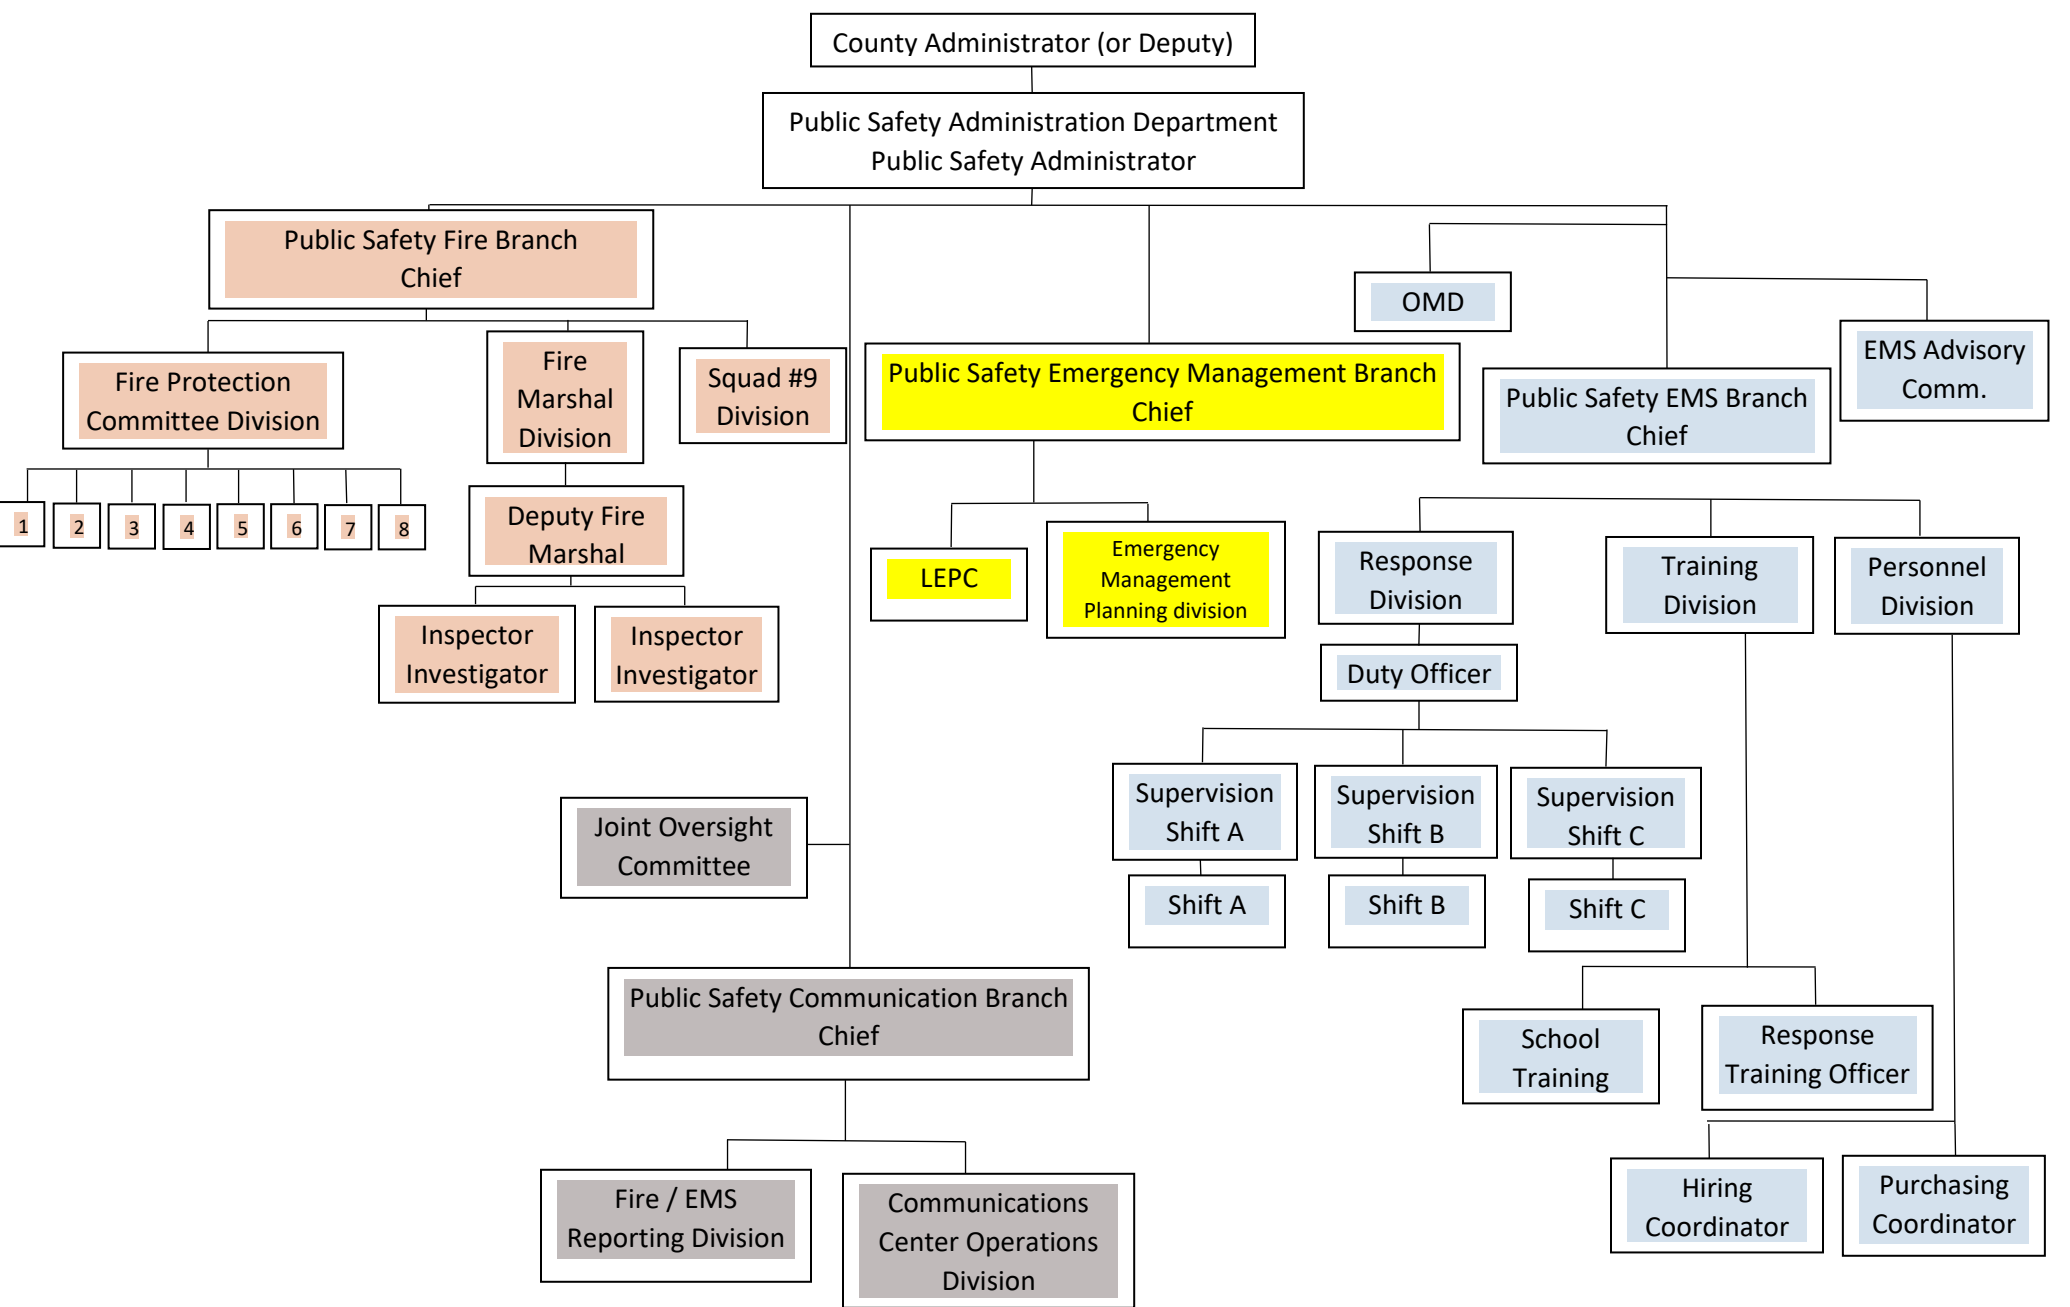 County Administrator (or Deputy)
Public Safety Administration Department
Public Safety Administrator
Public Safety Fire Branch
Chief
OMD
EMS Advisory
Comm.
Public Safety Emergency Management Branch
Chief
Public Safety EMS Branch
Chief
Fire Protection
Committee Division
Fire
Marshal
Division
Squad #9
Division
1
2
3
4
5
6
7
8
Deputy Fire
Marshal
Inspector
Investigator
Inspector
Investigator
LEPC
Emergency
Management
Planning division
Response
Division
Training
Division
Personnel
Division
Duty Officer
Supervision
Shift A
Supervision
Shift B
Supervision
Shift C
Shift A
Shift B
Shift C
Joint Oversight
Committee
Public Safety Communication Branch
Chief
School
Training
Response
Training Officer
Fire / EMS
Reporting Division
Communications
Center Operations
Division
Hiring
Coordinator
Purchasing
Coordinator